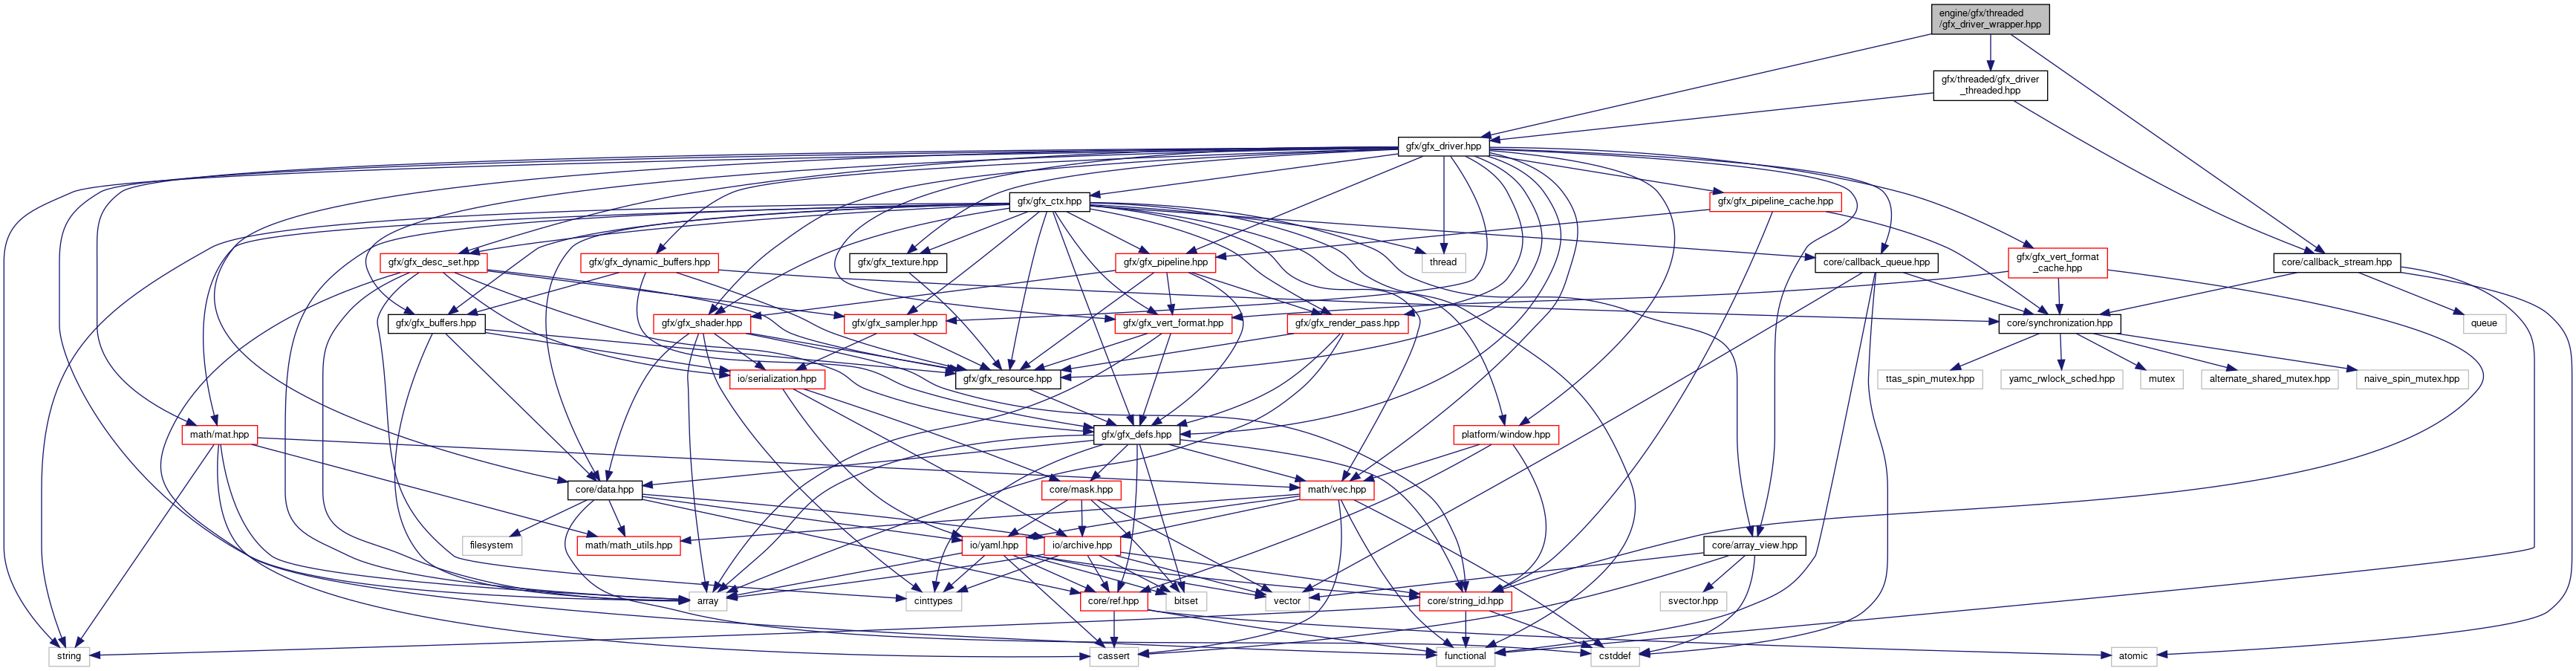 engine/gfx/threaded
/gfx_driver_wrapper.hpp
gfx/threaded/gfx_driver
_threaded.hpp
gfx/gfx_driver.hpp
gfx/gfx_ctx.hpp
gfx/gfx_pipeline_cache.hpp
gfx/gfx_desc_set.hpp
gfx/gfx_dynamic_buffers.hpp
gfx/gfx_texture.hpp
gfx/gfx_pipeline.hpp
thread
core/callback_queue.hpp
gfx/gfx_vert_format
_cache.hpp
core/callback_stream.hpp
gfx/gfx_buffers.hpp
gfx/gfx_shader.hpp
gfx/gfx_sampler.hpp
gfx/gfx_vert_format.hpp
gfx/gfx_render_pass.hpp
core/synchronization.hpp
queue
io/serialization.hpp
gfx/gfx_resource.hpp
ttas_spin_mutex.hpp
yamc_rwlock_sched.hpp
mutex
alternate_shared_mutex.hpp
naive_spin_mutex.hpp
math/mat.hpp
gfx/gfx_defs.hpp
platform/window.hpp
core/data.hpp
core/mask.hpp
math/vec.hpp
filesystem
math/math_utils.hpp
io/yaml.hpp
io/archive.hpp
core/array_view.hpp
array
cinttypes
core/ref.hpp
bitset
vector
core/string_id.hpp
svector.hpp
string
cassert
functional
cstddef
atomic